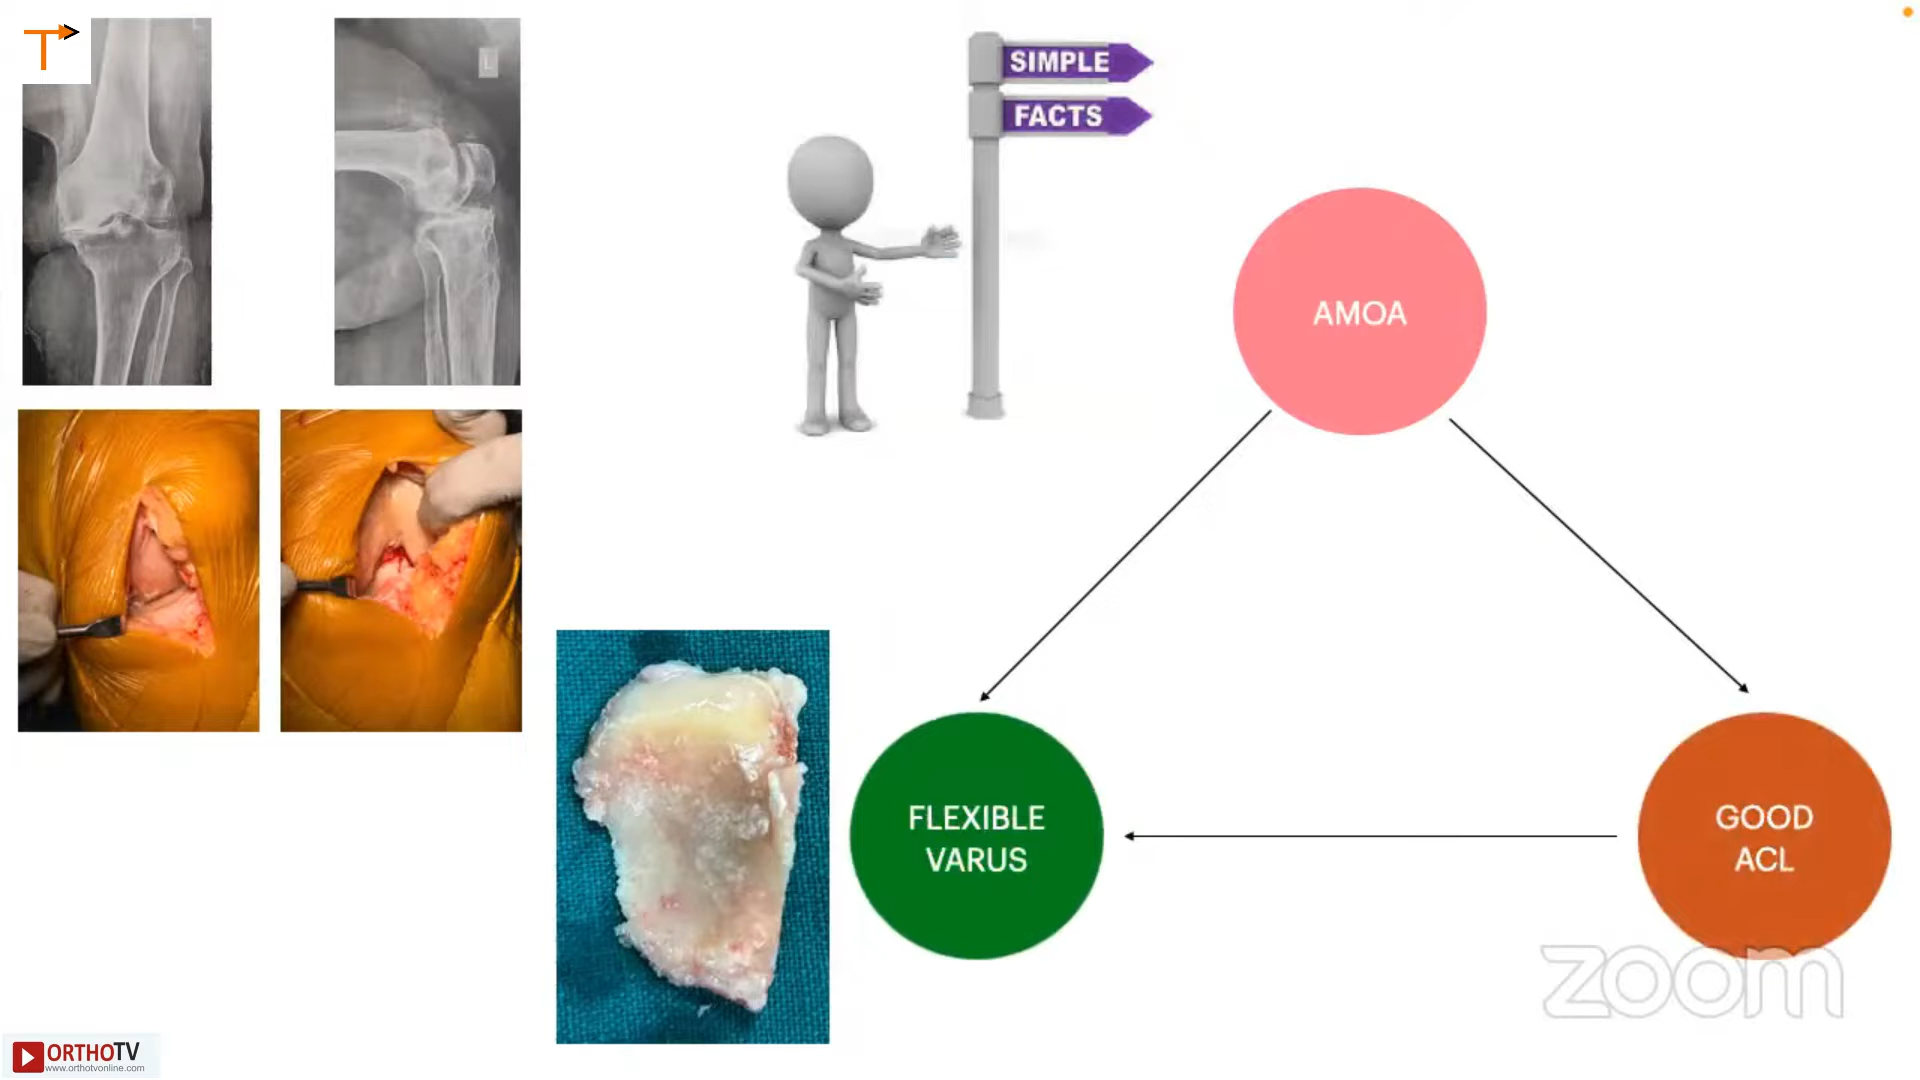 T
L
SIMPLE
FACTS
AMOA
FLEXIBLE
VARUS
GOOD
ACL
zoom
ORTHOTV
www.orthotvonline.com